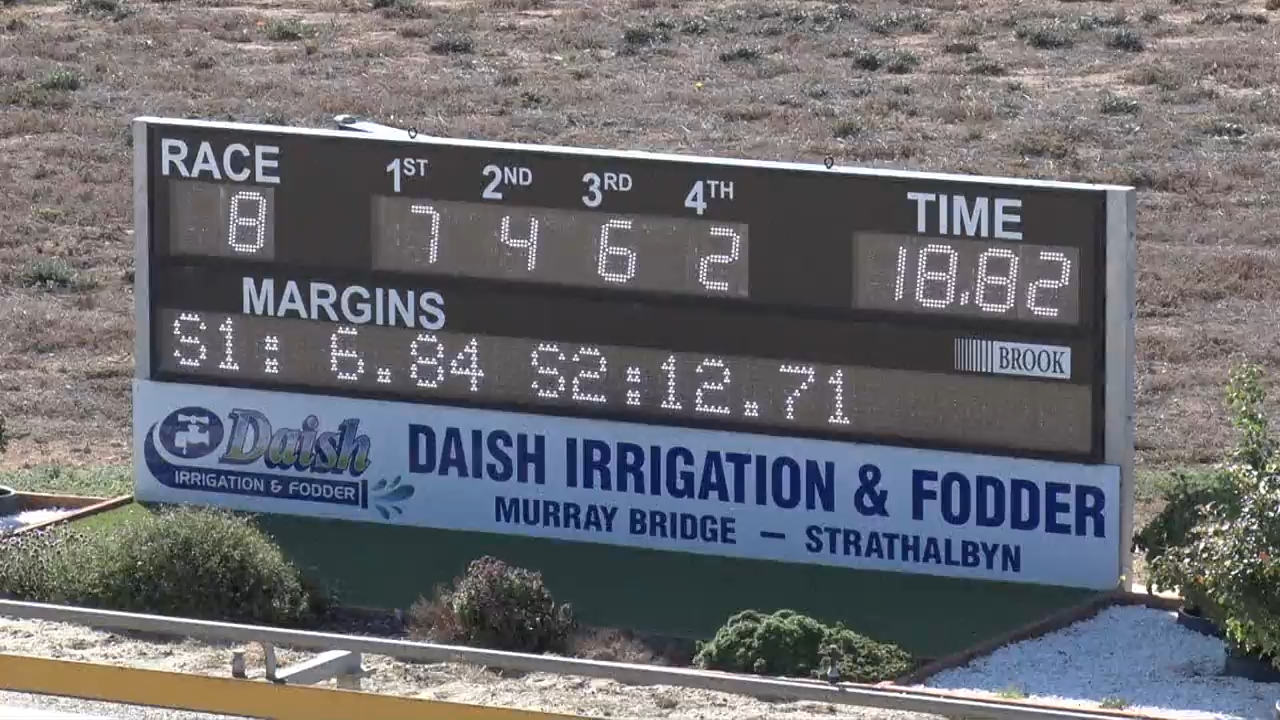 RACE 1ST 2ND 3RD 4TH TIME
8 7 4 6 2 18.82
MARGINS
BROOK
S1: 6.84 S2:12.71
Daish
IRRIGATION & FODDER
DAISH IRRIGATION & FODDER
MURRAY BRIDGE — STRATHALBYN